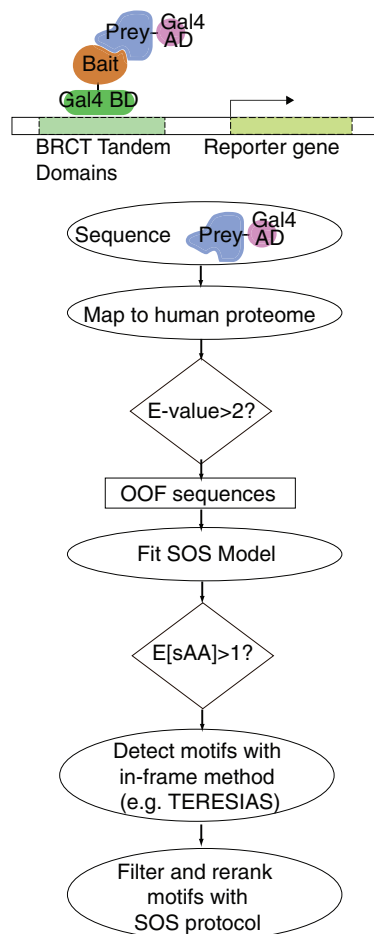 Prey
Gal4
AD
Bait
Gal4 BD
BRCT Tandem
Domains
Reporter gene
Sequence
Prey
Gal4
AD
Map to human proteome
E-value>2?
OOF sequences
Fit SOS Model
E[sAA]>1?
Detect motifs with
in-frame method
(e.g. TERESIAS)
Filter and rerank
motifs with
SOS protocol